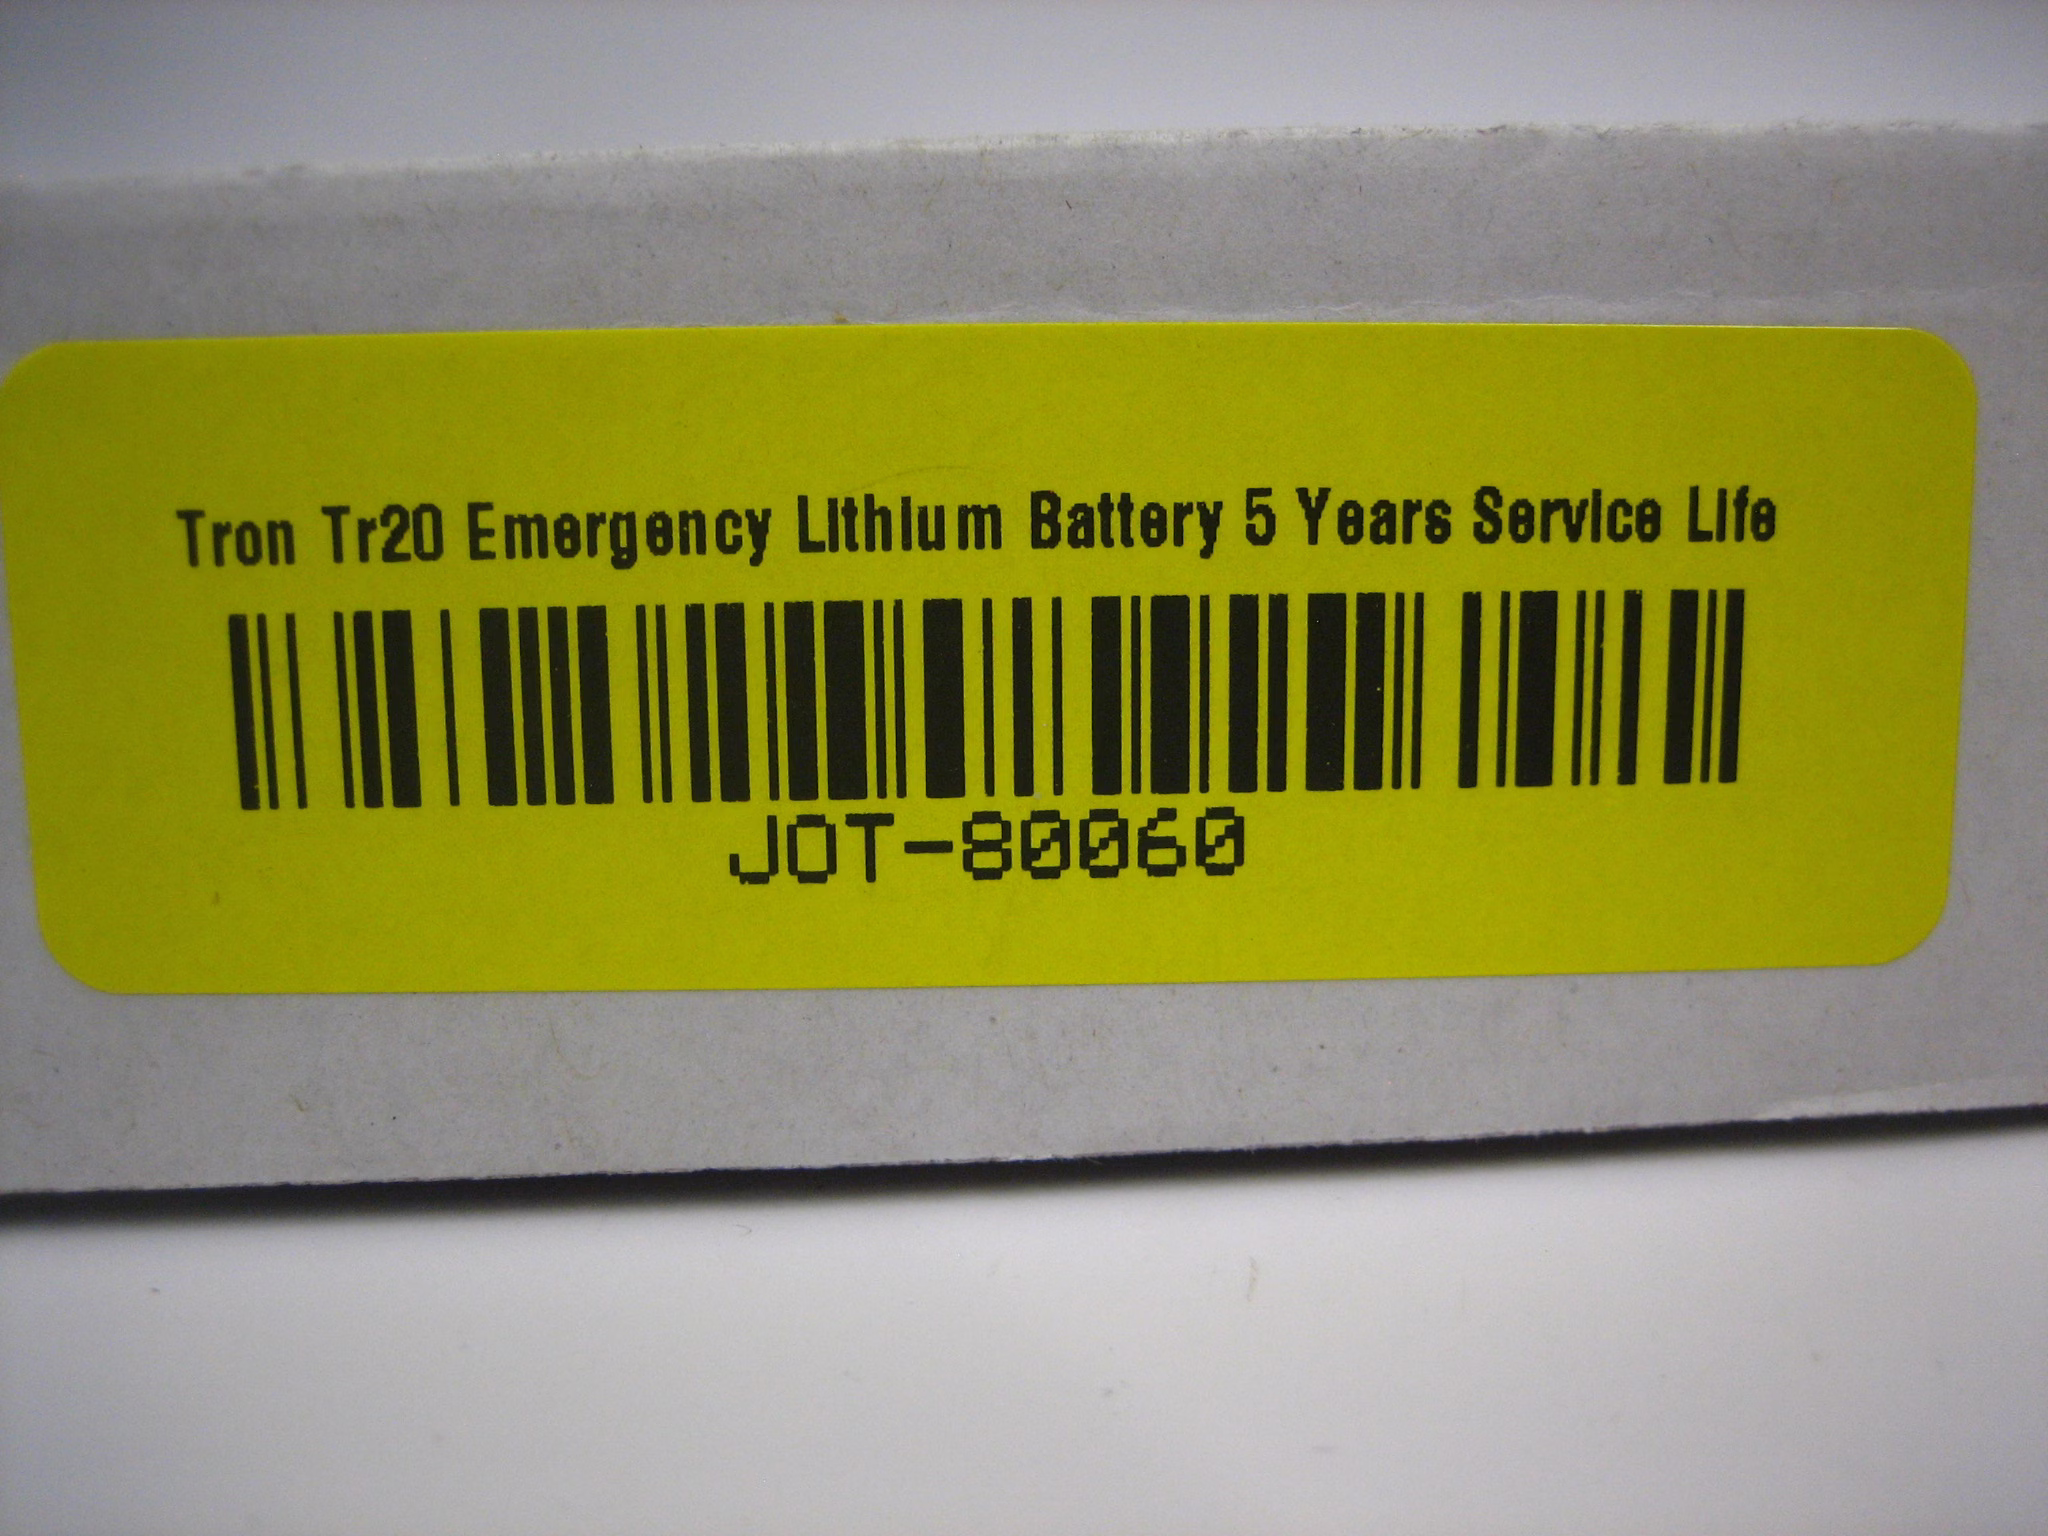 Tron Tr20 Emergency Lithium Battery 5 Years Service Life
JOT-80060